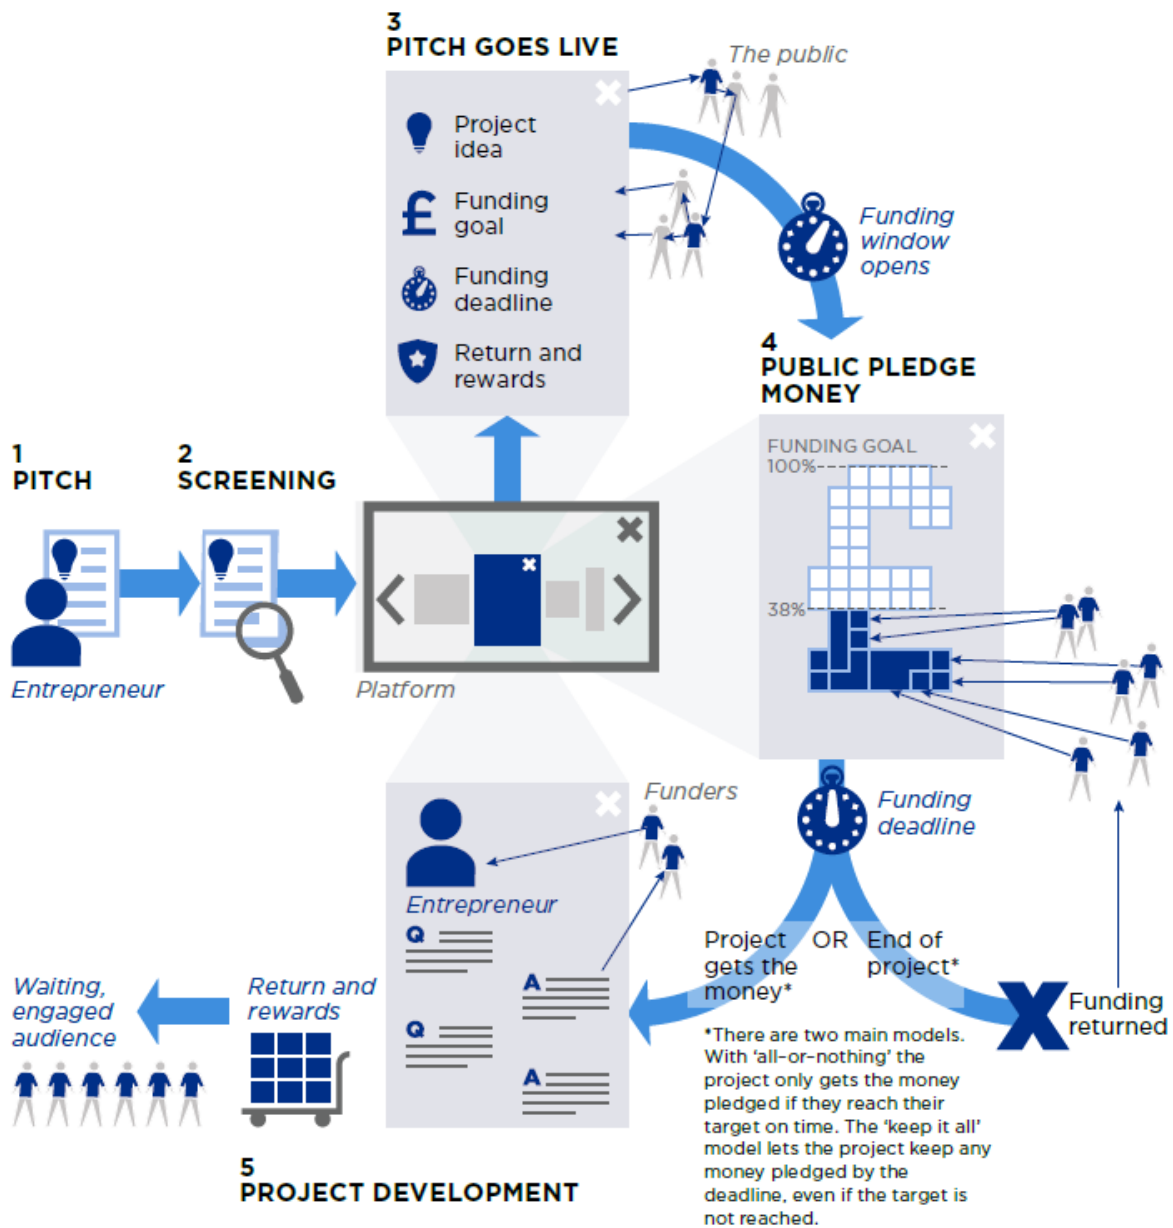 3
PITCH GOES LIVE
The public
Project
idea
£
Funding
goal
Funding
deadline
Return and
rewards
Funding
window
opens
4
PUBLIC PLEDGE
MONEY
FUNDING GOAL
100%
38%
1
PITCH
2
SCREENING
Entrepreneur
Platform
Funders
Entrepreneur
Q
A
Q
A
Funding
deadline
Project
gets the
money*
OR
End of
project*
Funding
returned
*There are two main models.
With ‘all-or-nothing’ the
project only gets the money
pledged if they reach their
target on time. The ‘keep it all’
model lets the project keep any
money pledged by the
deadline, even if the target is
not reached.
Waiting,
engaged
audience
Return and
rewards
5
PROJECT DEVELOPMENT